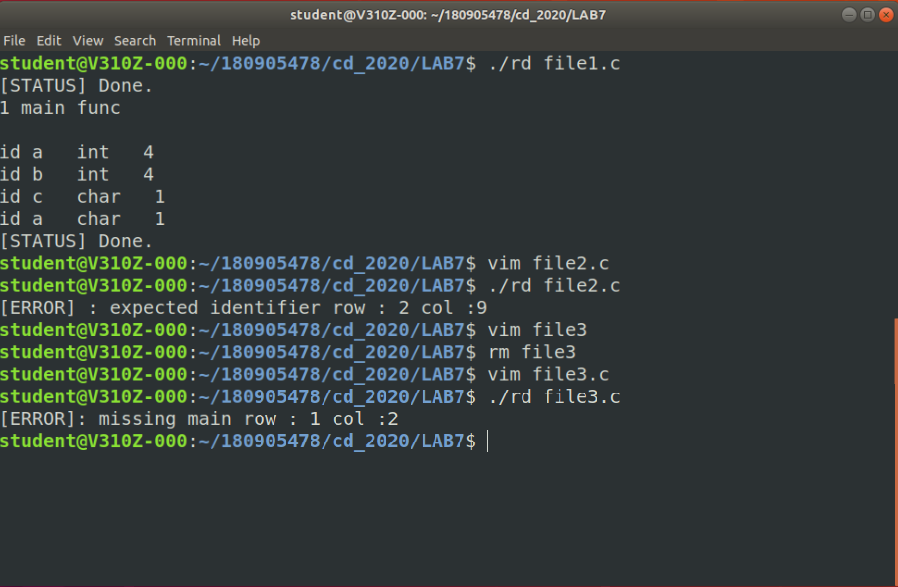 student@V310Z-000: ~/180905478/cd_2020/LAB7
File Edit View Search Terminal Help
student@V310Z-000:~/180905478/cd_2020/LAB7$ ./rd file1.c
[STATUS] Done.
1 main func
id a   int   4
id b   int   4
id c   char   1
id a   char   1
[STATUS] Done.
student@V310Z-000:~/180905478/cd_2020/LAB7$ vim file2.c
student@V310Z-000:~/180905478/cd_2020/LAB7$ ./rd file2.c
[ERROR] : expected identifier row : 2 col :9
student@V310Z-000:~/180905478/cd_2020/LAB7$ vim file3
student@V310Z-000:~/180905478/cd_2020/LAB7$ rm file3
student@V310Z-000:~/180905478/cd_2020/LAB7$ vim file3.c
student@V310Z-000:~/180905478/cd_2020/LAB7$ ./rd file3.c
[ERROR]: missing main row : 1 col :2
student@V310Z-000:~/180905478/cd_2020/LAB7$